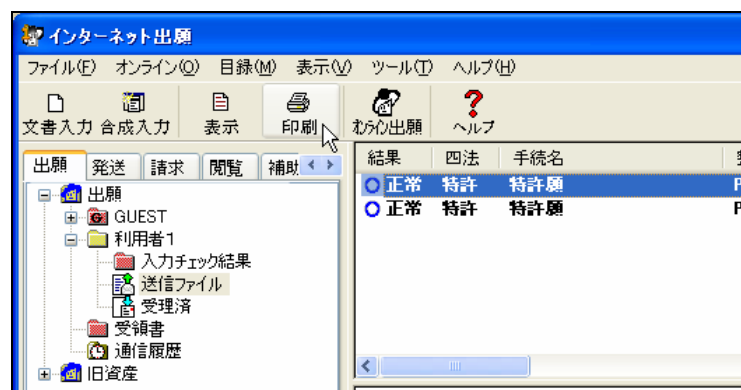 インターネット出願
ファイル(F) オンライン(O) 目録(M) 表示(V) ツール(T) ヘルプ(H)
文書入力 合成入力 表示 印刷 オンライン出願 ヘルプ
出願 発送 請求 閲覧 補助
結果 四法 手続名
出願
正常 特許 特許願
GUEST
正常 特許 特許願
利用者1
入力チェック結果
送信ファイル
受理済
受領書
通信履歴
旧資産